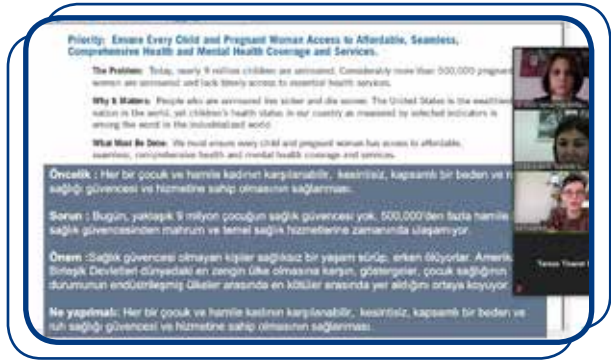 Priority: Ensure Every Child and Pregnant Woman Access to Affordable, Seamless,
Comprehensive Health and Mental Health Coverage and Services.
The Problem: Today, nearly 9 million children are uninsured. Considerably more than 500,000 pregnant
women are uninsured and lack timely access to essential health services.
Why It Matters: People who are uninsured live sicker and die sooner. The United States is the wealthiest
nation in the world, yet children's health status in our country as measured by selected indicators is
among the worst in the industrialized world.
What Must Be Done: We must ensure every child and pregnant woman has access to affordable,
seamless, comprehensive health and mental health coverage and services.
Öncelik : Her bir çocuk ve hamile kadının karşılanabilir, kesintisiz, kapsamlı bir beden ve
sağlığı güvencesi ve hizmetine sahip olmasının sağlanması.
Sorun : Bugün, yaklaşık 9 milyon çocuğun sağlık güvencesi yok. 500,000'den fazla hamile
sağlık güvencesinden mahrum ve temel sağlık hizmetlerine zamanında ulaşamıyor.
Önem :Sağlık güvencesi olmayan kişiler sağlıksız bir yaşam sürüp, erken ölüyorlar. Amerik
Birleşik Devletleri dünyadaki en zengin ülke olmasına karşın, göstergeler, çocuk sağlığının
durumunun endüstrileşmiş ülkeler arasında en kötüler arasında yer aldığını ortaya koyuyor.
Ne yapılmalı: Her bir çocuk ve hamile kadının karşılanabilir, kesintisiz, kapsamlı bir beden ve
ruh sağlığı güvencesi ve hizmetine sahip olmasının sağlanması.